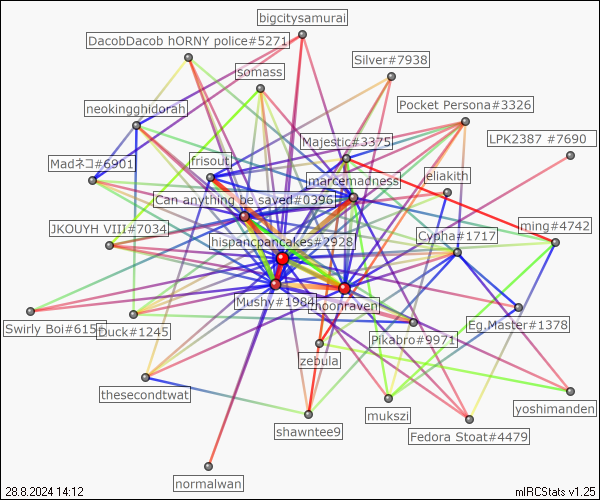 bigcitysamurai
DacobDacob hORNY police#5271
Silver#7938
somass
Pocket Persona#3326
neokingghidorah
Majestic#3375
LPK2387 #7690
frisout
Madネコ#6901
marcemadness
eliakith
Can anything be saved#0396
JKOUYH VIII#7034
ming#4742
Cypha#1717
hispancpancakes#2928
Mushy#1984
hoonraven
Swirly Boi#615
Duck#1245
Eg.Master#1378
Pikabro#9971
zebula
thesecondtwat
mukszi
yoshimanden
shawntee9
Fedora Stoat#4479
normalwan
28.8.2024 14:12
mIRCStats v1.25